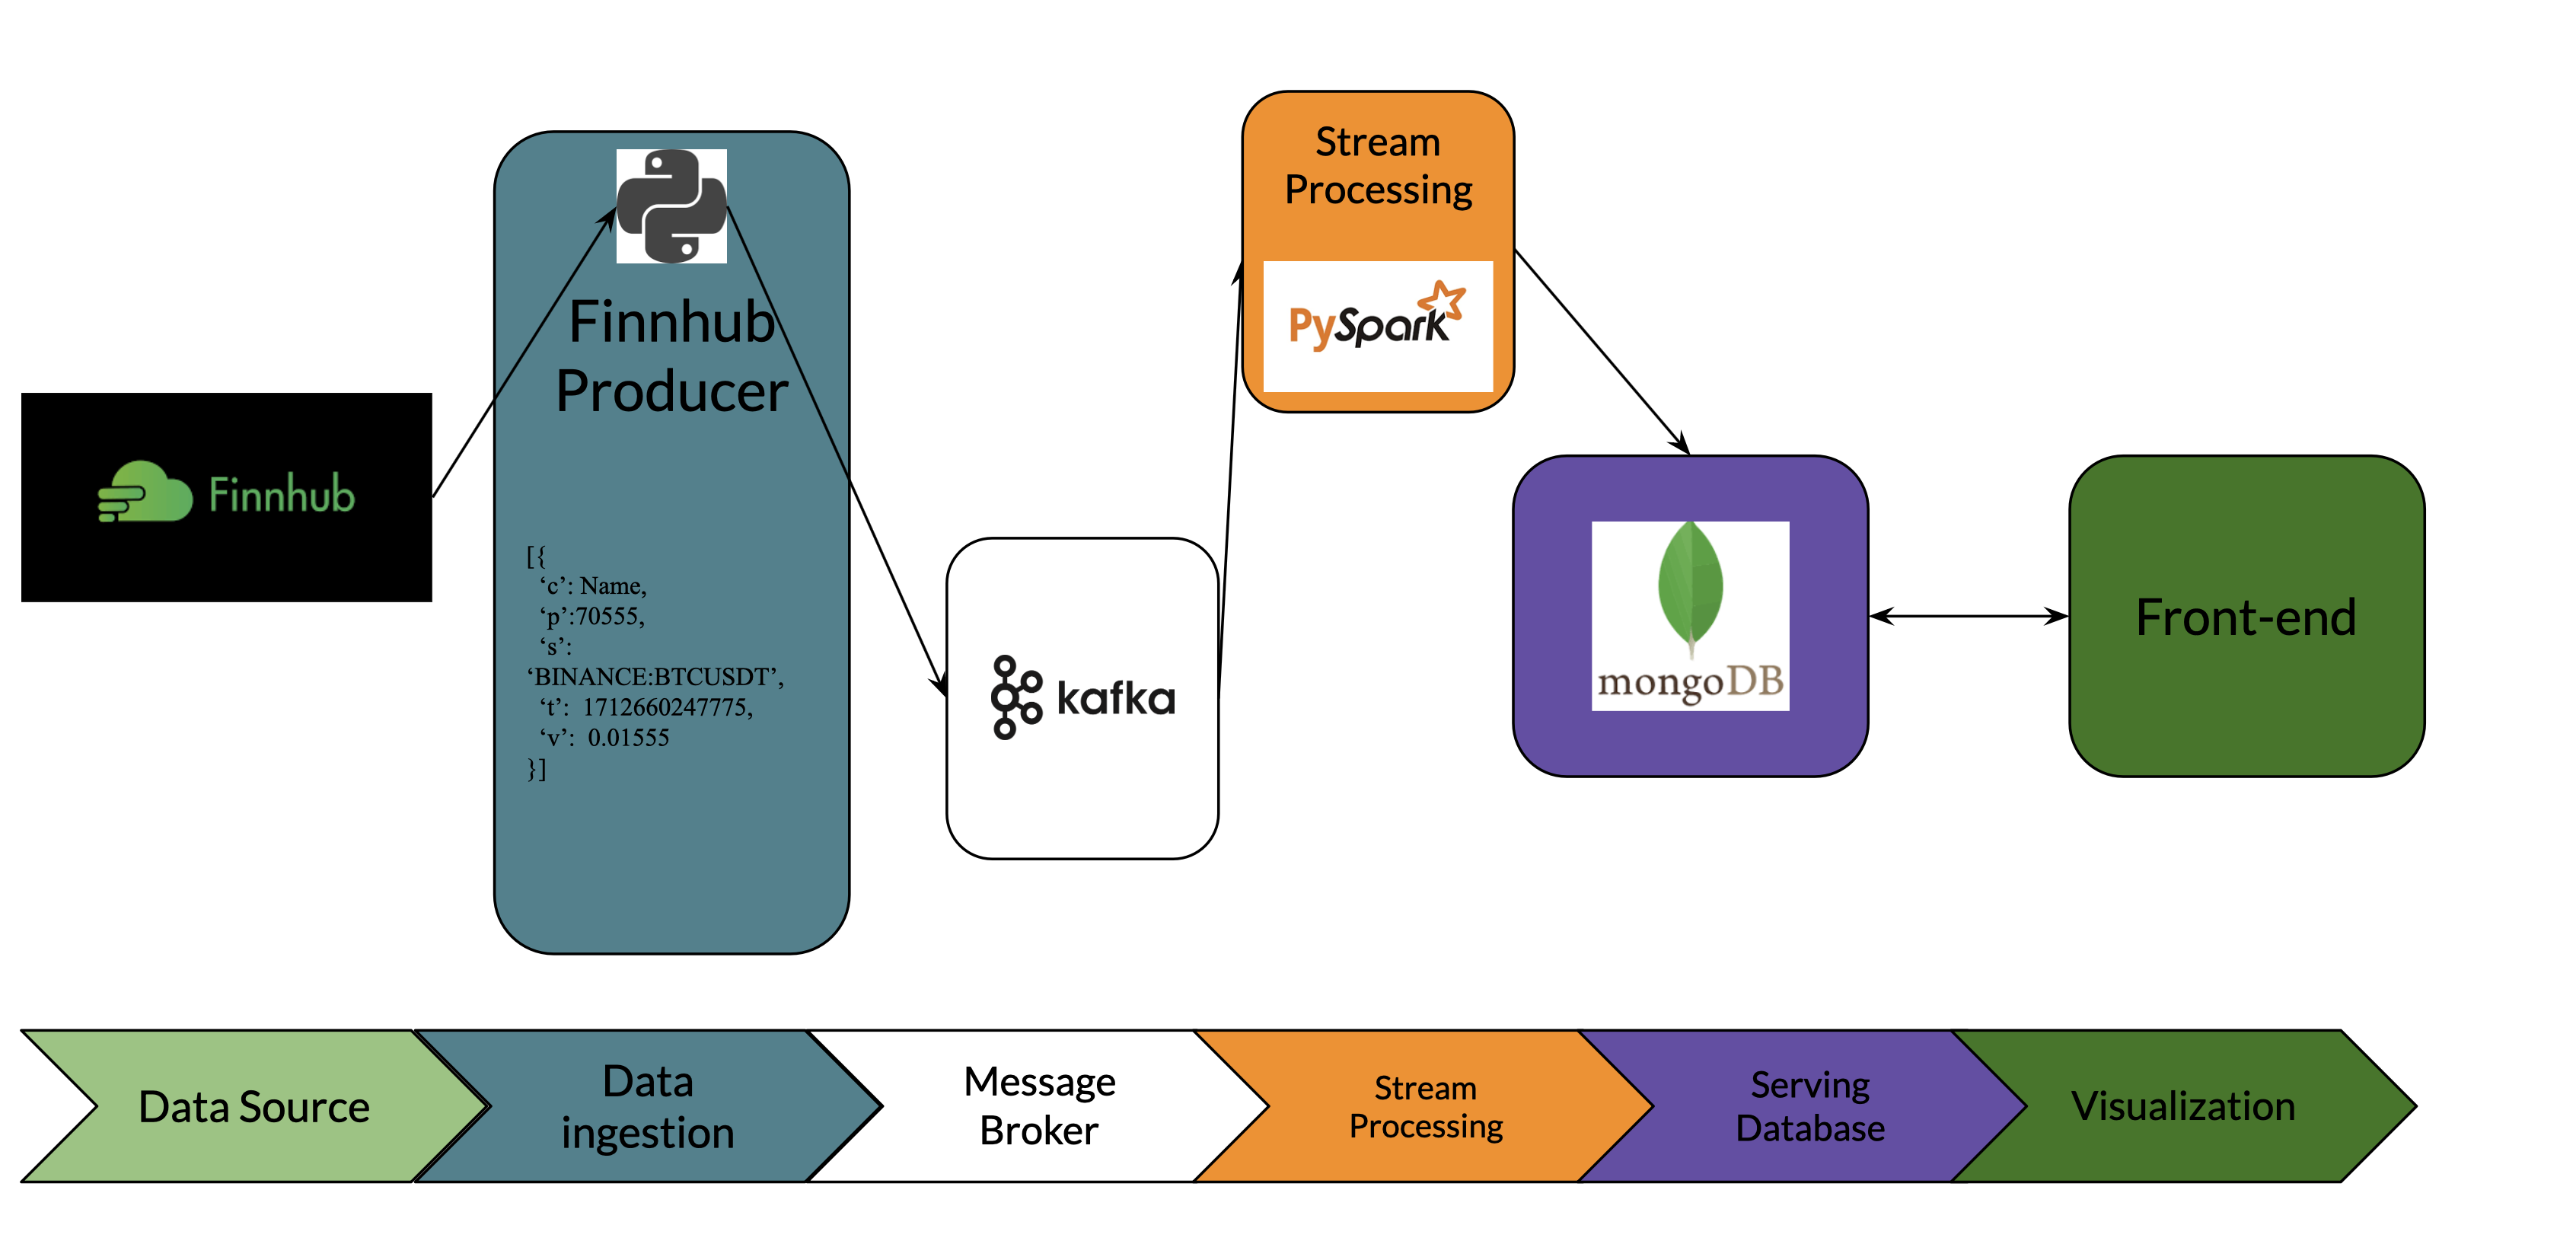 Finnhub
Finnhub
Producer
[{
‘c’: Name,
‘p’:70555,
‘s’:
‘BINANCE:BTCUSDT’,
‘t’:  1712660247775,
‘v’:  0.01555
}]
kafka
Stream
Processing
PySpark
mongoDB
Front-end
Data Source
Data
ingestion
Message
Broker
Stream
Processing
Serving
Database
Visualization